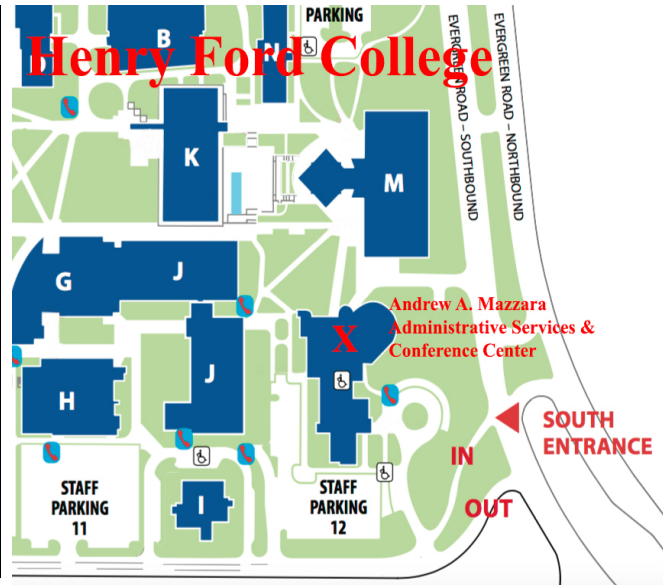 PARKING
B
N
Henry Ford College
EVERGREEN ROAD – SOUTHBOUND
EVERGREEN ROAD – NORTHBOUND
K
M
G
J
Andrew A. Mazzara
X
Administrative Services &
Conference Center
J
H
SOUTH
ENTRANCE
IN
STAFF
PARKING
11
I
STAFF
PARKING
12
OUT